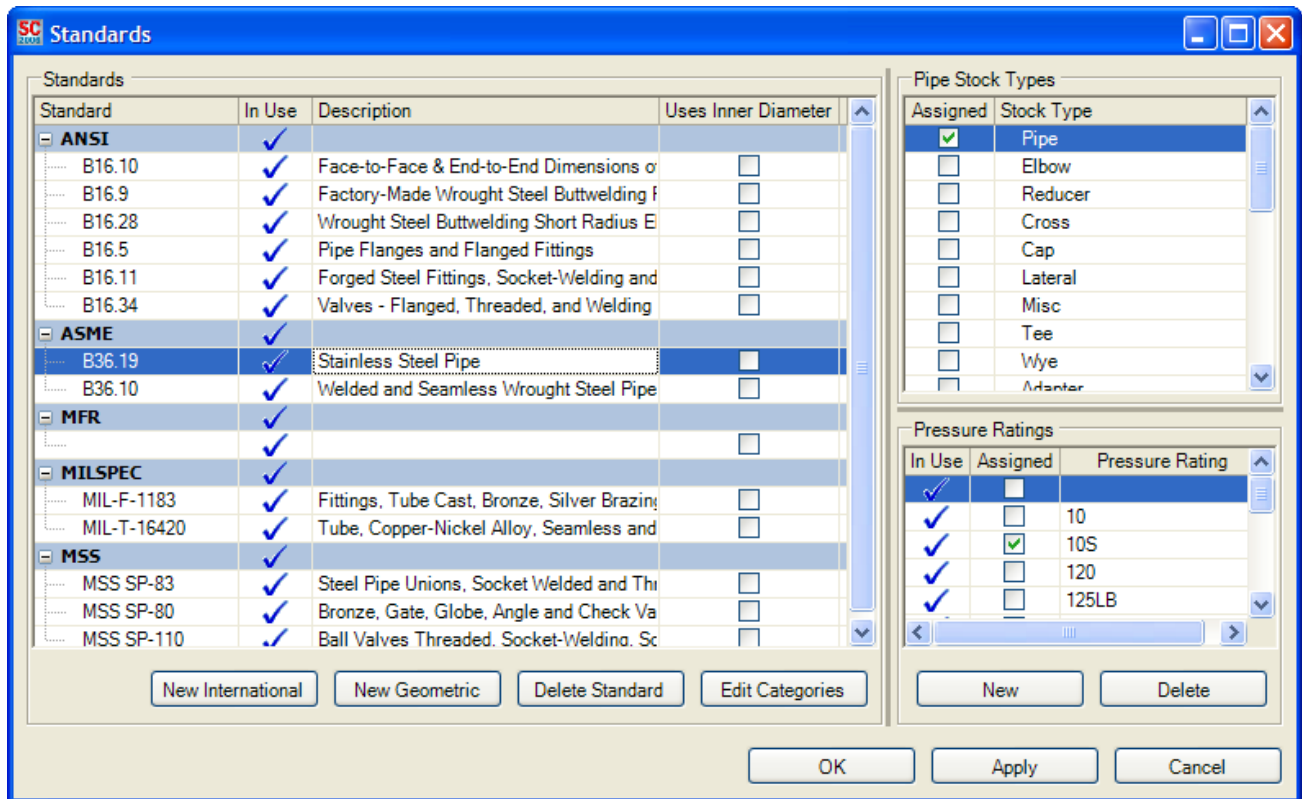 SC 2008 Standards
Standards
Standard In Use Description Uses Inner Diameter
ANSI
B16.10 Face-to-Face & End-to-End Dimensions o
B16.9 Factory-Made Wrought Steel Buttwelding F
B16.28 Wrought Steel Buttwelding Short Radius E
B16.5 Pipe Flanges and Flanged Fittings
B16.11 Forged Steel Fittings, Socket-Welding and
B16.34 Valves - Flanged, Threaded, and Welding
ASME
B36.19 Stainless Steel Pipe
B36.10 Welded and Seamless Wrought Steel Pipe
MFR
MILSPEC
MIL-F-1183 Fittings, Tube Cast, Bronze, Silver Brazing
MIL-T-16420 Tube, Copper-Nickel Alloy, Seamless and
MSS
MSS SP-83 Steel Pipe Unions, Socket Welded and Thr
MSS SP-80 Bronze, Gate, Globe, Angle and Check Va
MSS SP-110 Ball Valves Threaded, Socket-Welding, So
New International New Geometric Delete Standard Edit Categories
Pipe Stock Types
Assigned Stock Type
Pipe
Elbow
Reducer
Cross
Cap
Lateral
Misc
Tee
Wye
Adapter
Pressure Ratings
In Use Assigned Pressure Rating
10
10S
120
125LB
New Delete
OK Apply Cancel